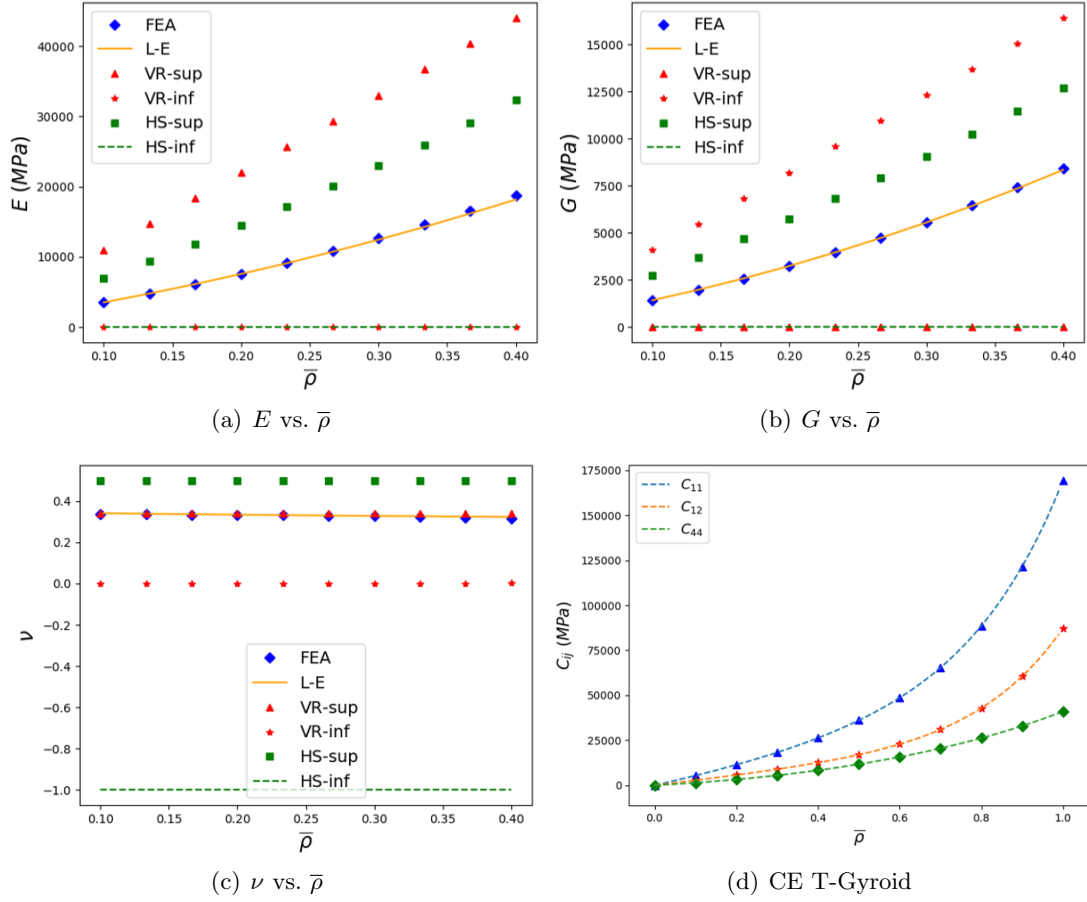 FEA
L-E
VR-sup
VR-inf
HS-sup
HS-inf
E (MPa)
40000
30000
20000
10000
0
0.10 0.15 0.20 0.25 0.30 0.35 0.40
ρ̅
(a) E vs. ρ̅
FEA
L-E
VR-sup
VR-inf
HS-sup
HS-inf
G (MPa)
15000
12500
10000
7500
5000
2500
0
0.10 0.15 0.20 0.25 0.30 0.35 0.40
ρ̅
(b) G vs. ρ̅
ν
0.4
0.2
0.0
−0.2
−0.4
−0.6
−0.8
−1.0
FEA
L-E
VR-sup
VR-inf
HS-sup
HS-inf
0.10 0.15 0.20 0.25 0.30 0.35 0.40
ρ̅
(c) ν vs. ρ̅
C₁₁
C₁₂
C₄₄
C_ij (MPa)
175000
150000
125000
100000
75000
50000
25000
0
0.0 0.2 0.4 0.6 0.8 1.0
ρ̅
(d) CE T-Gyroid